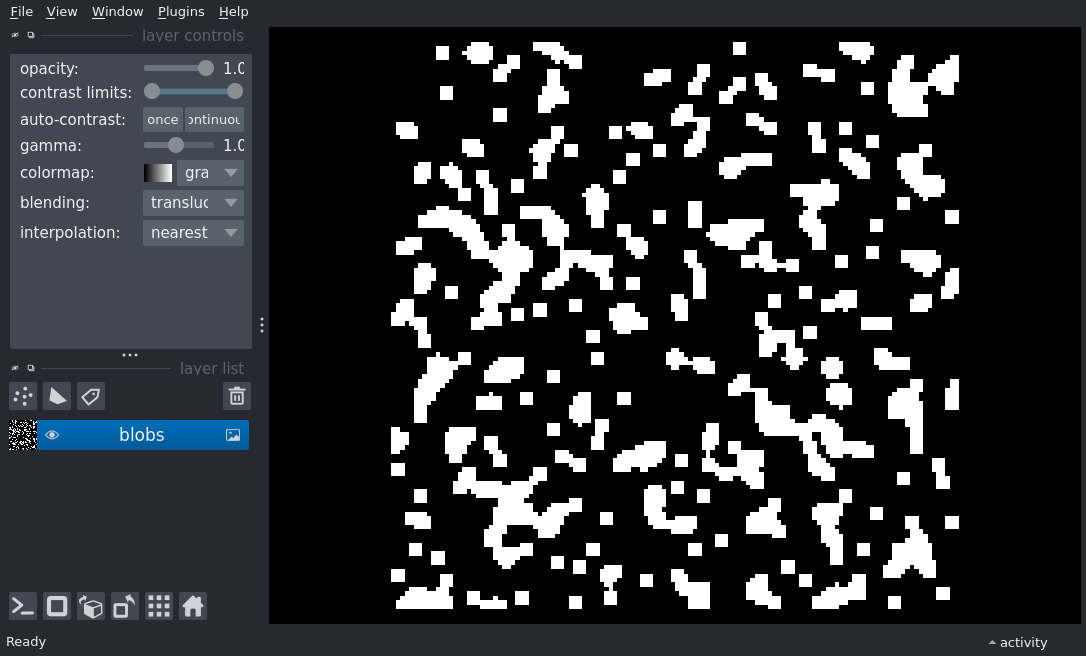 File View Window Plugins Help
layer controls
opacity: 1.0
contrast limits:
auto-contrast: once ontinuou
gamma: 1.0
colormap: gra
blending: transluc
interpolation: nearest
layer list
blobs
Ready activity